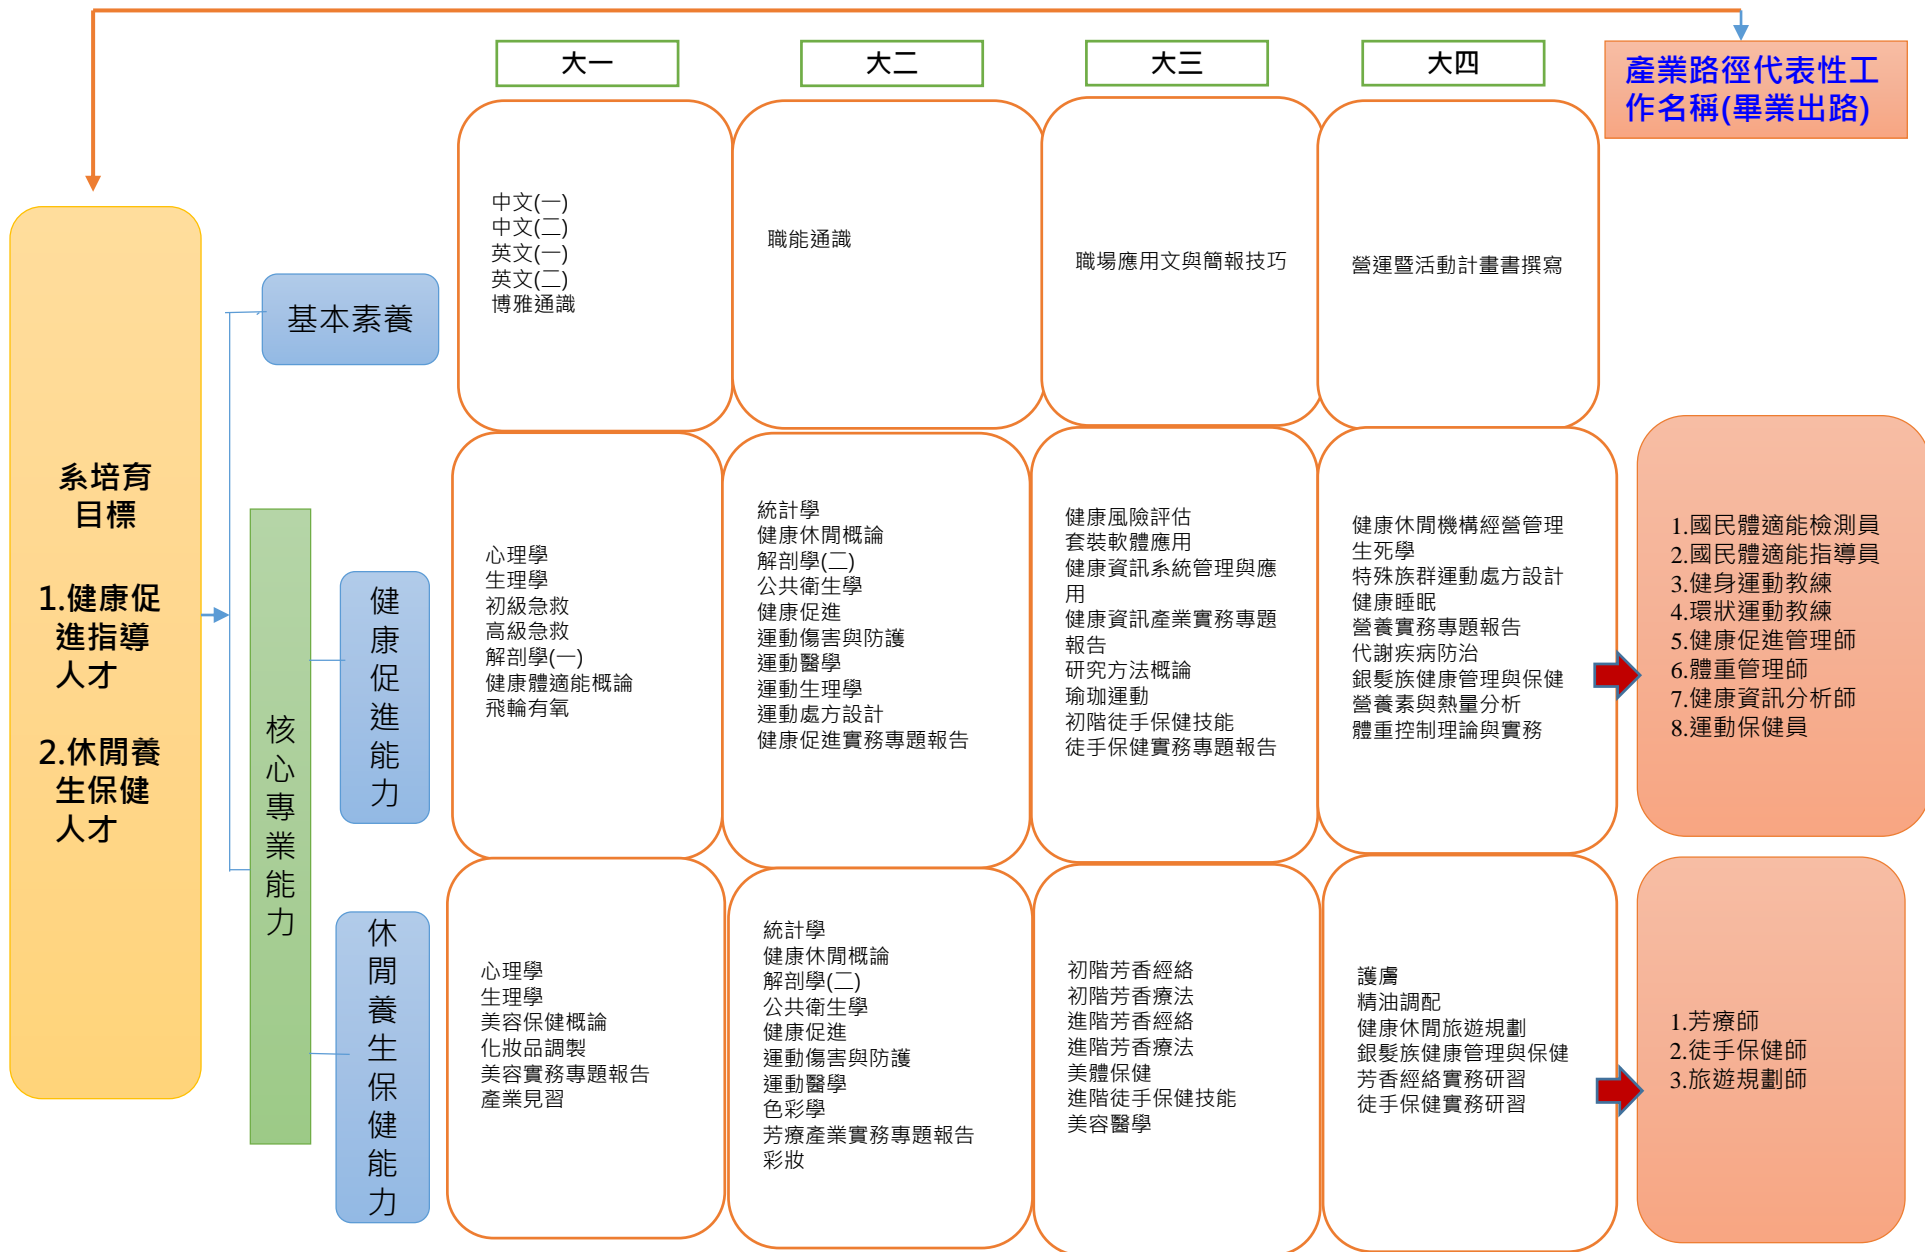 大一
大二
大三
大四
產業路徑代表性工
作名稱(畢業出路)
系培育
目標
1.健康促
進指導
人才
2.休閒養
生保健
人才
基本素養
中文(一)
中文(二)
英文(一)
英文(二)
博雅通識
職能通識
職場應用文與簡報技巧
營運暨活動計畫書撰寫
核心專業能力
健康促進能力
心理學
生理學
初級急救
高級急救
解剖學(一)
健康體適能概論
飛輪有氧
統計學
健康休閒概論
解剖學(二)
公共衛生學
健康促進
運動傷害與防護
運動醫學
運動生理學
運動處方設計
健康促進實務專題報告
健康風險評估
套裝軟體應用
健康資訊系統管理與應
用
健康資訊產業實務專題
報告
研究方法概論
瑜珈運動
初階徒手保健技能
徒手保健實務專題報告
健康休閒機構經營管理
生死學
特殊族群運動處方設計
健康睡眠
營養實務專題報告
代謝疾病防治
銀髮族健康管理與保健
營養素與熱量分析
體重控制理論與實務
1.國民體適能檢測員
2.國民體適能指導員
3.健身運動教練
4.環狀運動教練
5.健康促進管理師
6.體重管理師
7.健康資訊分析師
8.運動保健員
休閒養生保健能力
心理學
生理學
美容保健概論
化妝品調製
美容實務專題報告
產業見習
統計學
健康休閒概論
解剖學(二)
公共衛生學
健康促進
運動傷害與防護
運動醫學
色彩學
芳療產業實務專題報告
彩妝
初階芳香經絡
初階芳香療法
進階芳香經絡
進階芳香療法
美體保健
進階徒手保健技能
美容醫學
護膚
精油調配
健康休閒旅遊規劃
銀髮族健康管理與保健
芳香經絡實務研習
徒手保健實務研習
1.芳療師
2.徒手保健師
3.旅遊規劃師